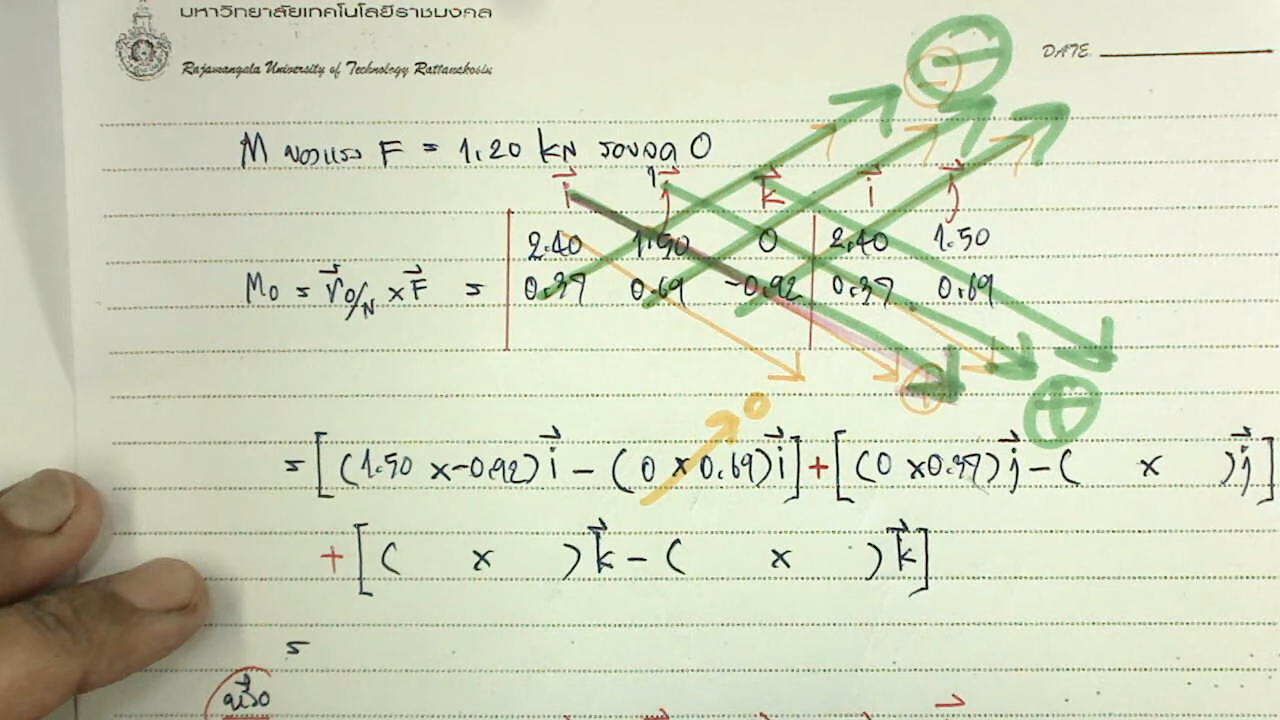 มหาวิทยาลัยเทคโนโลยีราชมงคล
Rajamangala University of Technology Rattanakosin
DATE
M ของแรง F = 1.20 kN รอบจุด O
i j k i j
2.40 1.50 0 2.40 1.50
M₀ = r⃗O/N × F⃗ = 0.37 0.69 -0.92 0.37 0.69
= [(1.50 × -0.92) i⃗ - (0 × 0.69) i⃗] + [(0 × 0.37) j⃗ - ( × ) j⃗]
+ [( × ) k⃗ - ( × ) k⃗]
=
หรือ